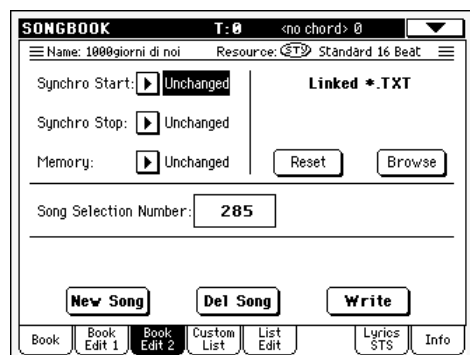 SONGBOOK T:0 <no chord> 0
Name: 1000giorni di noi Resource: STY Standard 16 Beat
Synchro Start: Unchanged Linked *.TXT
Synchro Stop: Unchanged
Memory: Unchanged Reset Browse
Song Selection Number: 285
New Song Del Song Write
Book Book Edit 1 Book Edit 2 Custom List List Edit Lyrics STS Info